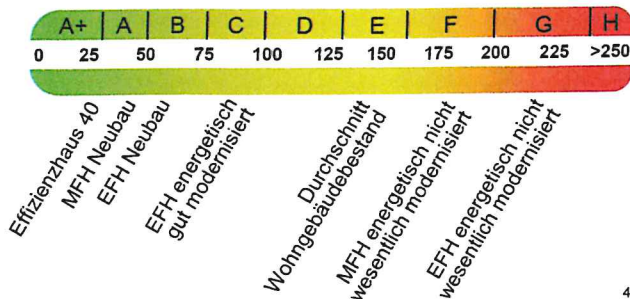 A+ A B C D E F G H
0 25 50 75 100 125 150 175 200 225 >250
Effizienzhaus 40
MFH Neubau
EFH Neubau
EFH energetisch
gut modernisiert
Durchschnitt
Wohngebäudebestand
MFH energetisch nicht
wesentlich modernisiert
EFH energetisch nicht
wesentlich modernisiert
4